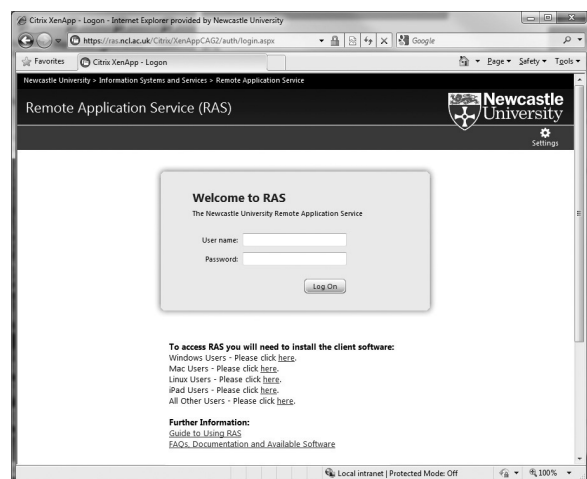 Citrix XenApp - Logon - Internet Explorer provided by Newcastle University
https://ras.ncl.ac.uk/Citrix/XenAppCAG2/auth/login.aspx
Google
Favorites
Citrix XenApp - Logon
Page
Safety
Tools
Newcastle University > Information Systems and Services > Remote Application Service
Remote Application Service (RAS)
Newcastle
University
Settings
Welcome to RAS
The Newcastle University Remote Application Service
User name:
Password:
Log On
To access RAS you will need to install the client software:
Windows Users - Please click here.
Mac Users - Please click here.
Linux Users - Please click here.
iPad Users - Please click here.
All Other Users - Please click here.
Further Information:
Guide to Using RAS
FAQs, Documentation and Available Software
Local intranet | Protected Mode: Off
100%